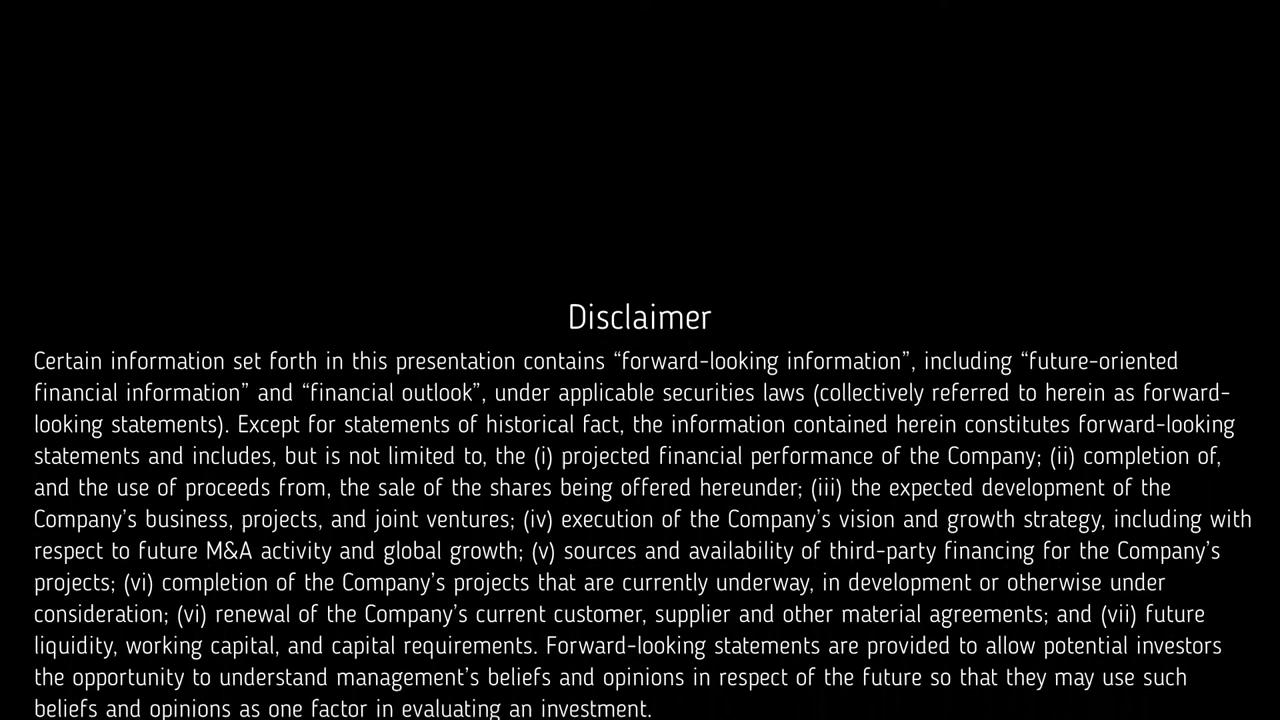 Disclaimer
Certain information set forth in this presentation contains “forward-looking information”, including “future-oriented
financial information” and “financial outlook”, under applicable securities laws (collectively referred to herein as forward-
looking statements). Except for statements of historical fact, the information contained herein constitutes forward-looking
statements and includes, but is not limited to, the (i) projected financial performance of the Company; (ii) completion of,
and the use of proceeds from, the sale of the shares being offered hereunder; (iii) the expected development of the
Company’s business, projects, and joint ventures; (iv) execution of the Company’s vision and growth strategy, including with
respect to future M&A activity and global growth; (v) sources and availability of third-party financing for the Company’s
projects; (vi) completion of the Company’s projects that are currently underway, in development or otherwise under
consideration; (vi) renewal of the Company’s current customer, supplier and other material agreements; and (vii) future
liquidity, working capital, and capital requirements. Forward-looking statements are provided to allow potential investors
the opportunity to understand management’s beliefs and opinions in respect of the future so that they may use such
beliefs and opinions as one factor in evaluating an investment.